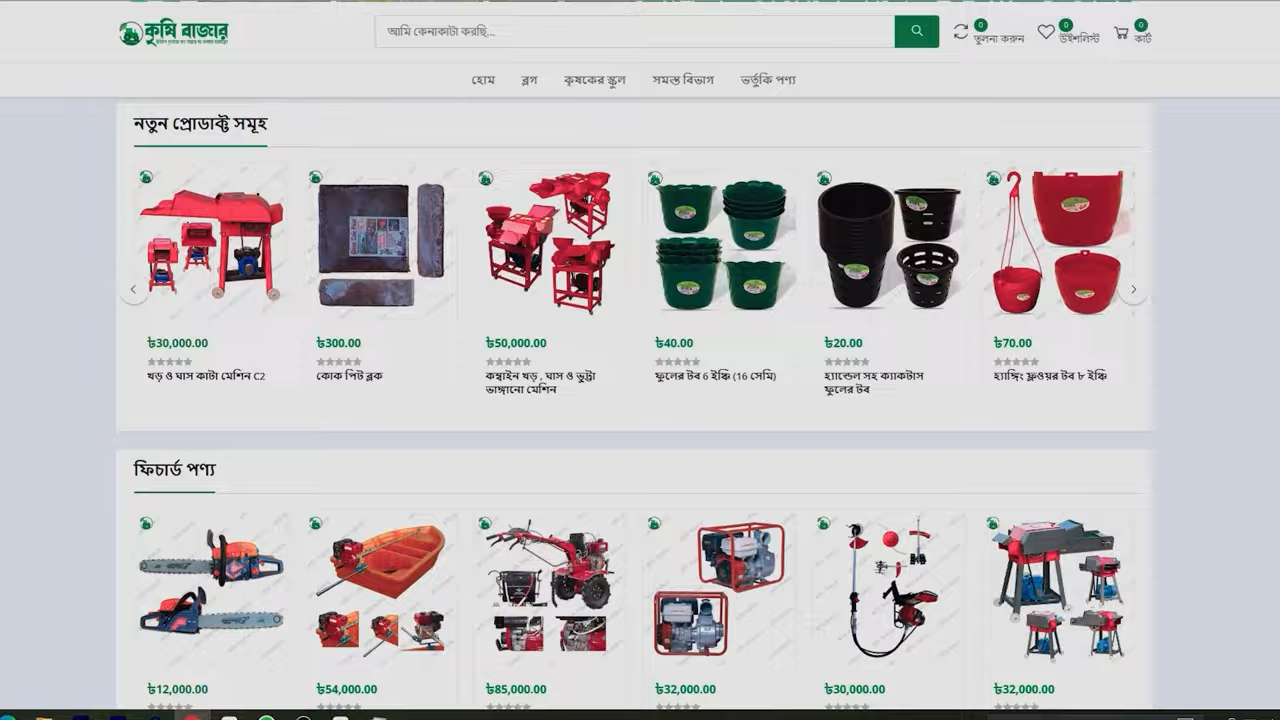 কৃষি বাজার
আমি কেনাকাটা করছি...
0
তুলনা করুন
0
উইশলিস্ট
0
কার্ট
হোম ব্লগ কৃষকের স্কুল সমস্ত বিভাগ ভর্তুকি পণ্য
নতুন প্রোডাক্ট সমূহ
৳30,000.00 ৳300.00 ৳50,000.00 ৳40.00 ৳20.00 ৳70.00
খড় ও ঘাস কাটা মেশিন C2 কোক পিট ব্লক কম্বাইন খড় , ঘাস ও ভুট্টা ফুলের টব 6 ইঞ্চি (16 সেমি) হ্যান্ডেল সহ ক্যাকটাস হ্যাঙ্গিং ফ্লাওয়ার টব ৮ ইঞ্চি
ভাঙ্গানো মেশিন ফুলের টব
ফিচার্ড পণ্য
৳12,000.00 ৳54,000.00 ৳85,000.00 ৳32,000.00 ৳30,000.00 ৳32,000.00